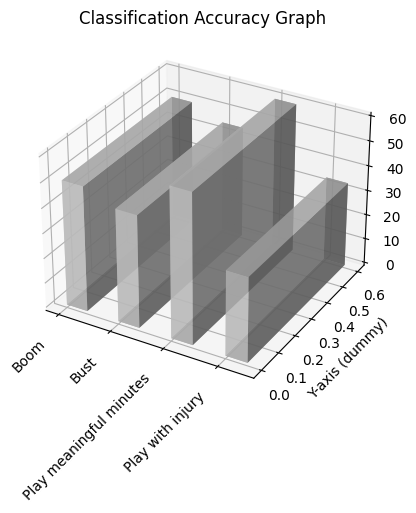 Classification Accuracy Graph
60
50
40
30
20
10
0
0.6
0.5
0.4
0.3
0.2
0.1
0.0
Y-axis (dummy)
Boom
Bust
Play meaningful minutes
Play with injury